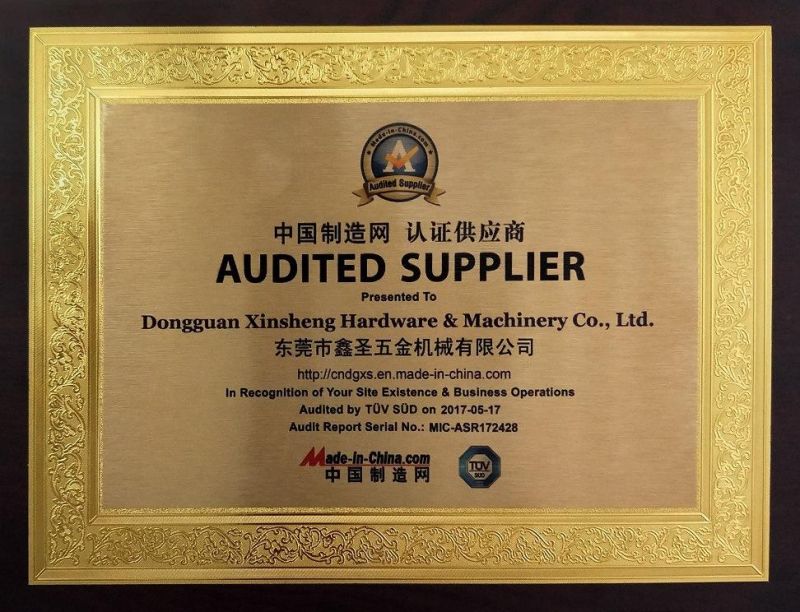 Made-in-China.com
A
Audited Supplier
中国制造网 认证供应商
AUDITED SUPPLIER
Presented To
Dongguan Xinsheng Hardware & Machinery Co., Ltd.
东莞市鑫圣五金机械有限公司
http://cndgxs.en.made-in-china.com
In Recognition of Your Site Existence & Business Operations
Audited by TÜV SÜD on 2017-05-17
Audit Report Serial No.: MIC-ASR172428
Made-in-China.com
中国制造网
TÜV
SÜD